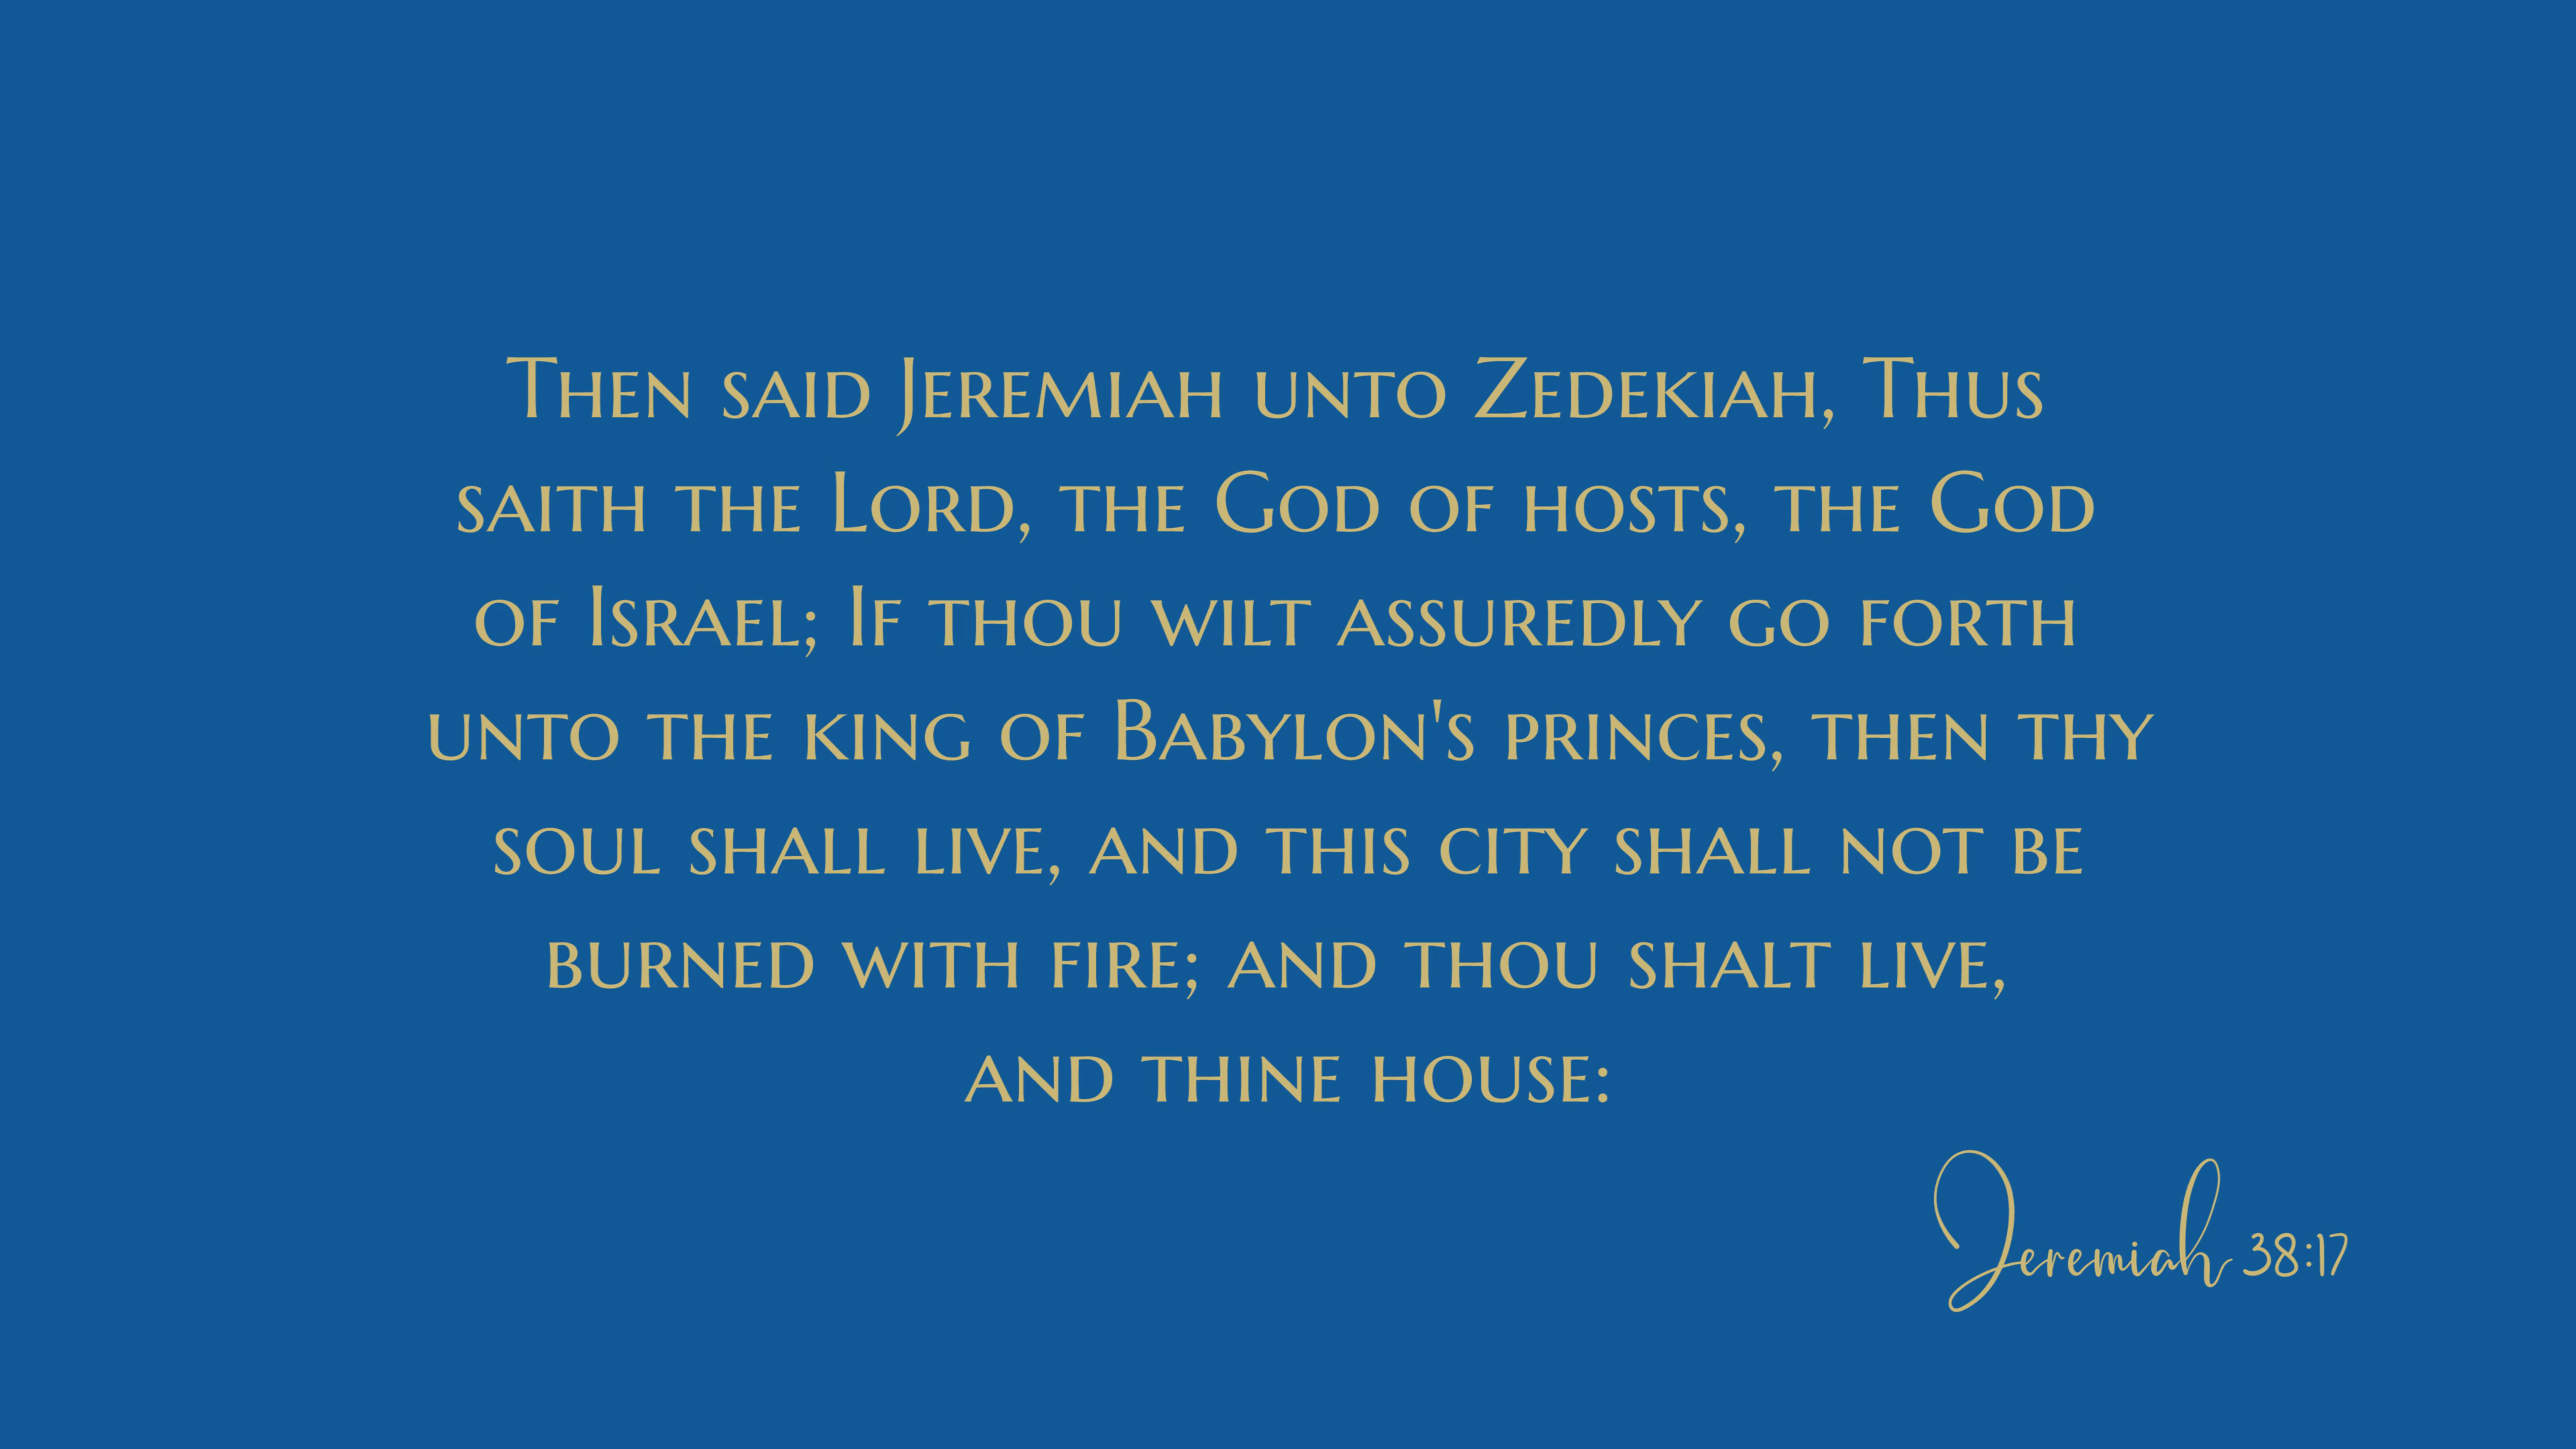 Then said Jeremiah unto Zedekiah, Thus
saith the Lord, the God of hosts, the God
of Israel; If thou wilt assuredly go forth
unto the king of Babylon's princes, then thy
soul shall live, and this city shall not be
burned with fire; and thou shalt live,
and thine house:
Jeremiah 38:17